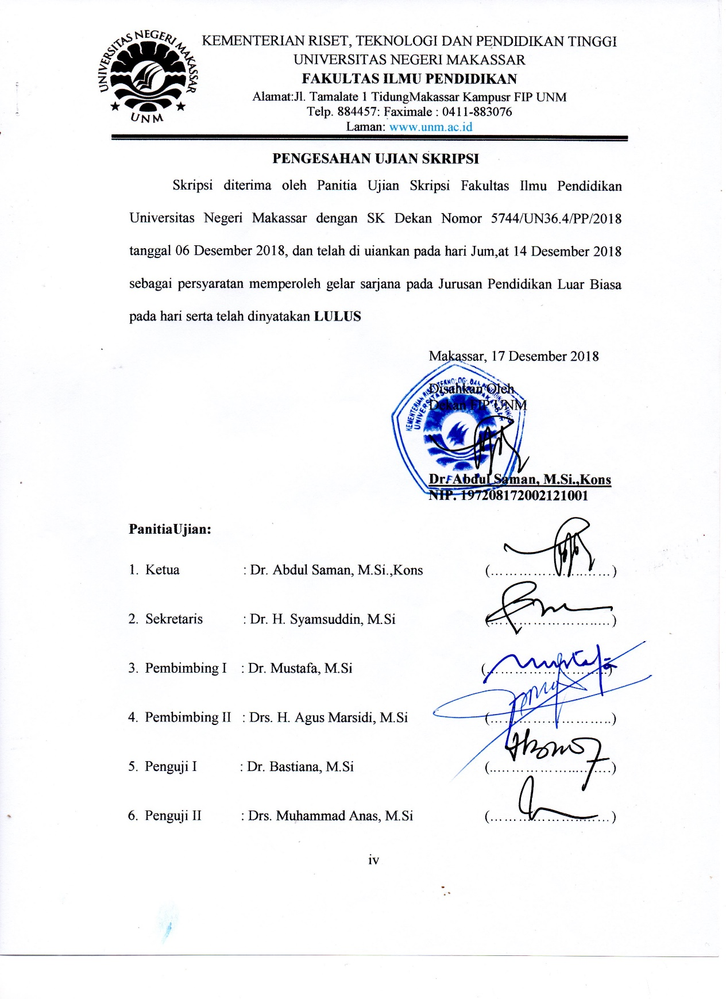 UNIVERSITAS NEGERI MAKASSAR
UNM
KEMENTERIAN RISET, TEKNOLOGI DAN PENDIDIKAN TINGGI
UNIVERSITAS NEGERI MAKASSAR
FAKULTAS ILMU PENDIDIKAN
Alamat:Jl. Tamalate 1 TidungMakassar Kampusr FIP UNM
Telp. 884457: Faximale : 0411-883076
Laman: www.unm.ac.id
PENGESAHAN UJIAN SKRIPSI
Skripsi diterima oleh Panitia Ujian Skripsi Fakultas Ilmu Pendidikan
Universitas Negeri Makassar dengan SK Dekan Nomor 5744/UN36.4/PP/2018
tanggal 06 Desember 2018, dan telah di uiankan pada hari Jum,at 14 Desember 2018
sebagai persyaratan memperoleh gelar sarjana pada Jurusan Pendidikan Luar Biasa
pada hari serta telah dinyatakan LULUS
Makassar, 17 Desember 2018
Disahkan Oleh
Dekan FIP UNM
Dr. Abdul Saman, M.Si.,Kons
NIP. 197208172002121001
PanitiaUjian:
1. Ketua : Dr. Abdul Saman, M.Si.,Kons (..........................)
2. Sekretaris : Dr. H. Syamsuddin, M.Si (..........................)
3. Pembimbing I : Dr. Mustafa, M.Si (..........................)
4. Pembimbing II : Drs. H. Agus Marsidi, M.Si (..........................)
5. Penguji I : Dr. Bastiana, M.Si (..........................)
6. Penguji II : Drs. Muhammad Anas, M.Si (..........................)
iv